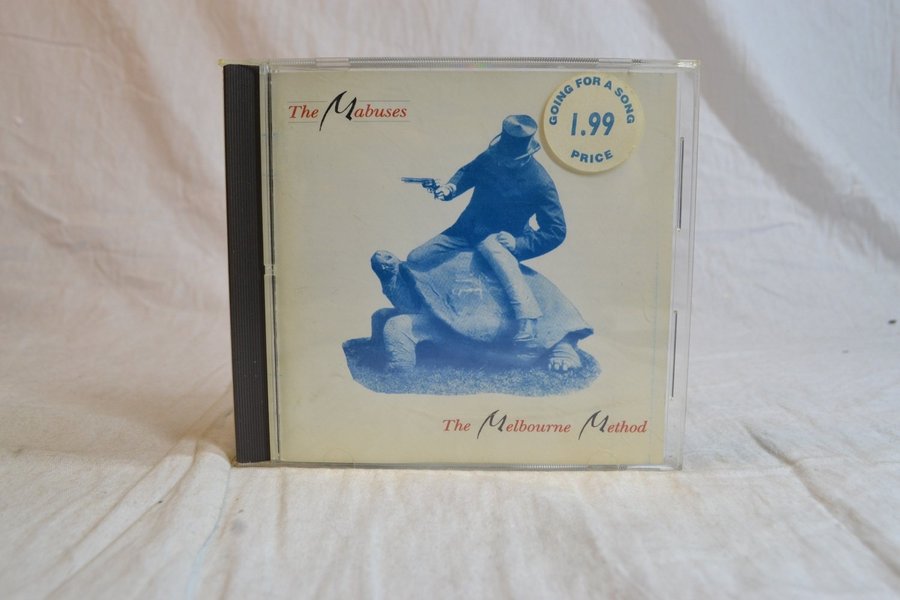 The Mabuses
GOING FOR A SONG
1.99
PRICE
The Melbourne Method